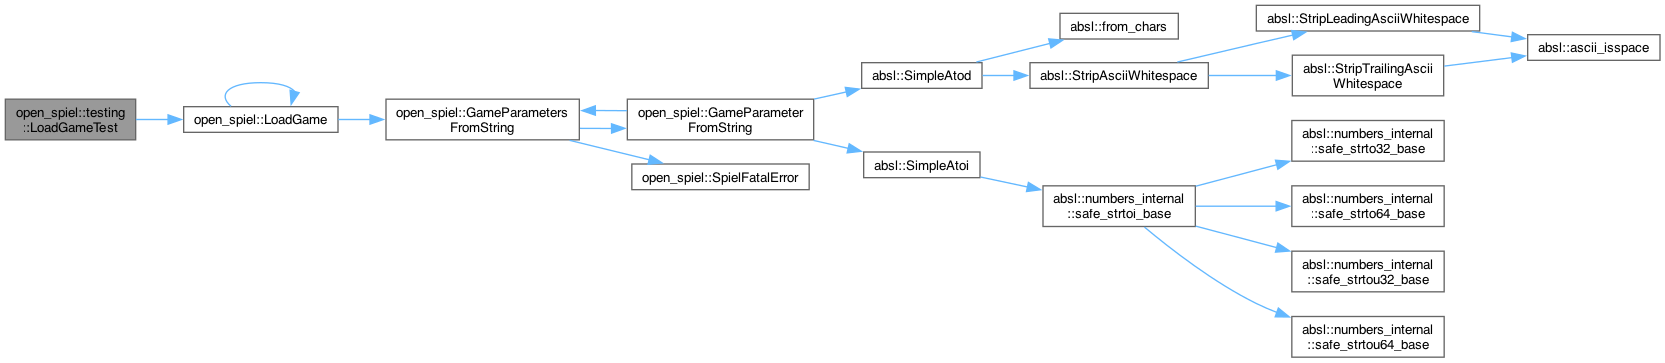 open_spiel::testing
::LoadGameTest
open_spiel::LoadGame
open_spiel::GameParameters
FromString
open_spiel::GameParameter
FromString
open_spiel::SpielFatalError
absl::SimpleAtod
absl::SimpleAtoi
absl::from_chars
absl::StripAsciiWhitespace
absl::numbers_internal
::safe_strtoi_base
absl::StripLeadingAsciiWhitespace
absl::StripTrailingAscii
Whitespace
absl::ascii_isspace
absl::numbers_internal
::safe_strto32_base
absl::numbers_internal
::safe_strto64_base
absl::numbers_internal
::safe_strtou32_base
absl::numbers_internal
::safe_strtou64_base